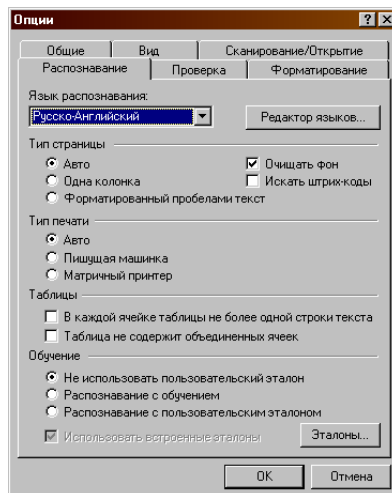 Опции
Общие Вид Сканирование/Открытие
Распознавание Проверка Форматирование
Язык распознавания:
Русско-Английский Редактор языков...
Тип страницы
Авто Очищать фон
Одна колонка Искать штрих-коды
Форматированный пробелами текст
Тип печати
Авто
Пишущая машинка
Матричный принтер
Таблицы
В каждой ячейке таблицы не более одной строки текста
Таблица не содержит объединенных ячеек
Обучение
Не использовать пользовательский эталон
Распознавание с обучением
Распознавание с пользовательским эталоном
Использовать встроенные эталоны Эталоны...
OK Отмена